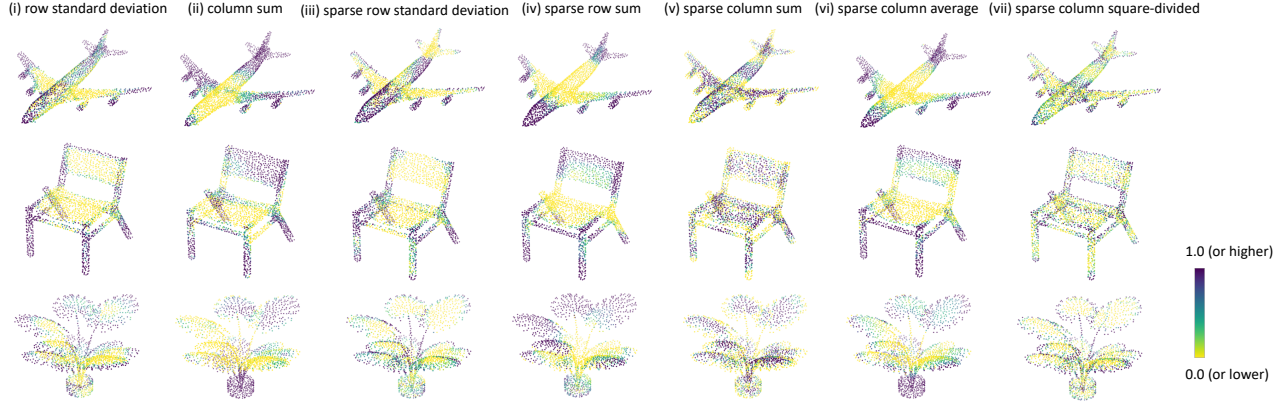 (i) row standard deviation
(ii) column sum
(iii) sparse row standard deviation
(iv) sparse row sum
(v) sparse column sum
(vi) sparse column average
(vii) sparse column square-divided
1.0 (or higher)
0.0 (or lower)